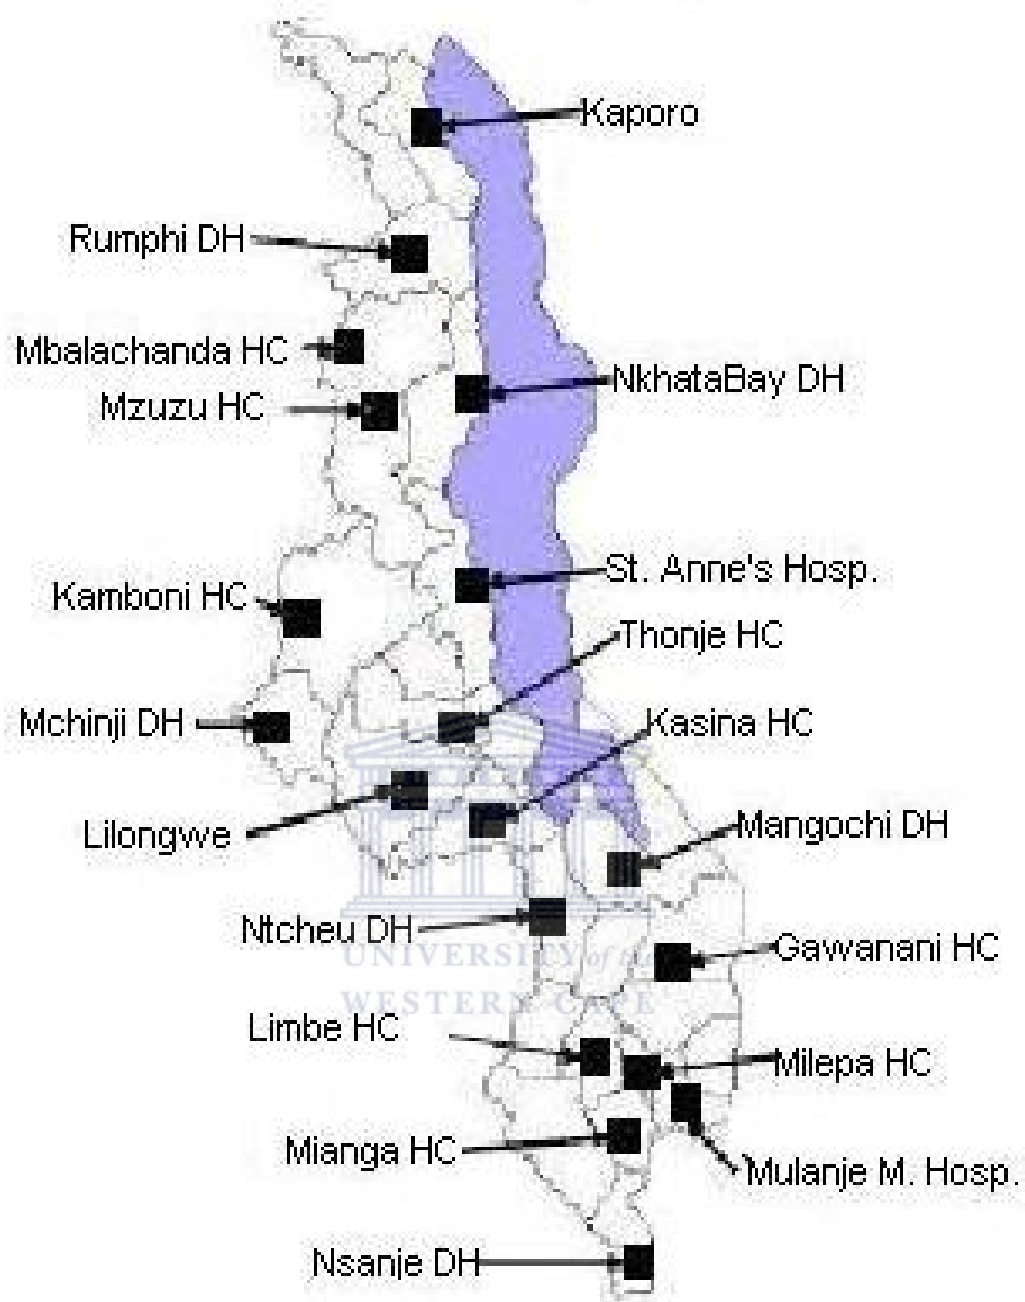 Kaporo
Rumphi DH
Mbalachanda HC
NkhataBay DH
Mzuzu HC
St. Anne's Hosp.
Kamboni HC
Thonje HC
Mchinji DH
Kasina HC
Lilongwe
Mangochi DH
Ntcheu DH
Gawanani HC
UNIVERSITY of the
WESTERN CAPE
Limbe HC
Milepa HC
Mianga HC
Mulanje M. Hosp.
Nsanje DH